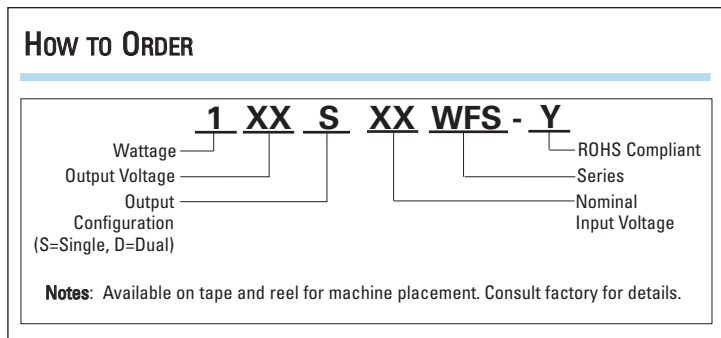 HOW TO ORDER
1 XX S XX WFS - Y
Wattage
Output Voltage
Output
Configuration
(S=Single, D=Dual)
ROHS Compliant
Series
Nominal
Input Voltage
Notes: Available on tape and reel for machine placement. Consult factory for details.